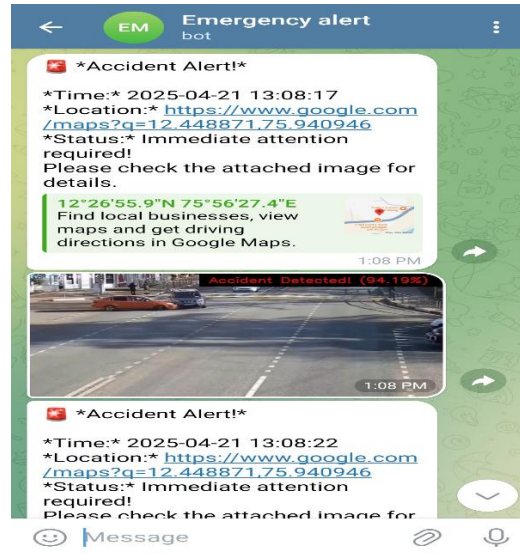 EM
Emergency alert
bot
*Accident Alert!*
*Time:* 2025-04-21 13:08:17
*Location:* https://www.google.com
/maps?q=12.448871,75.940946
*Status:* Immediate attention
required!
Please check the attached image for
details.
12°26'55.9"N 75°56'27.4"E
Find local businesses, view
maps and get driving
directions in Google Maps.
1:08 PM
Accident Detected! (94.19%)
1:08 PM
*Accident Alert!*
*Time:* 2025-04-21 13:08:22
*Location:* https://www.google.com
/maps?q=12.448871,75.940946
*Status:* Immediate attention
required!
Please check the attached image for
Message